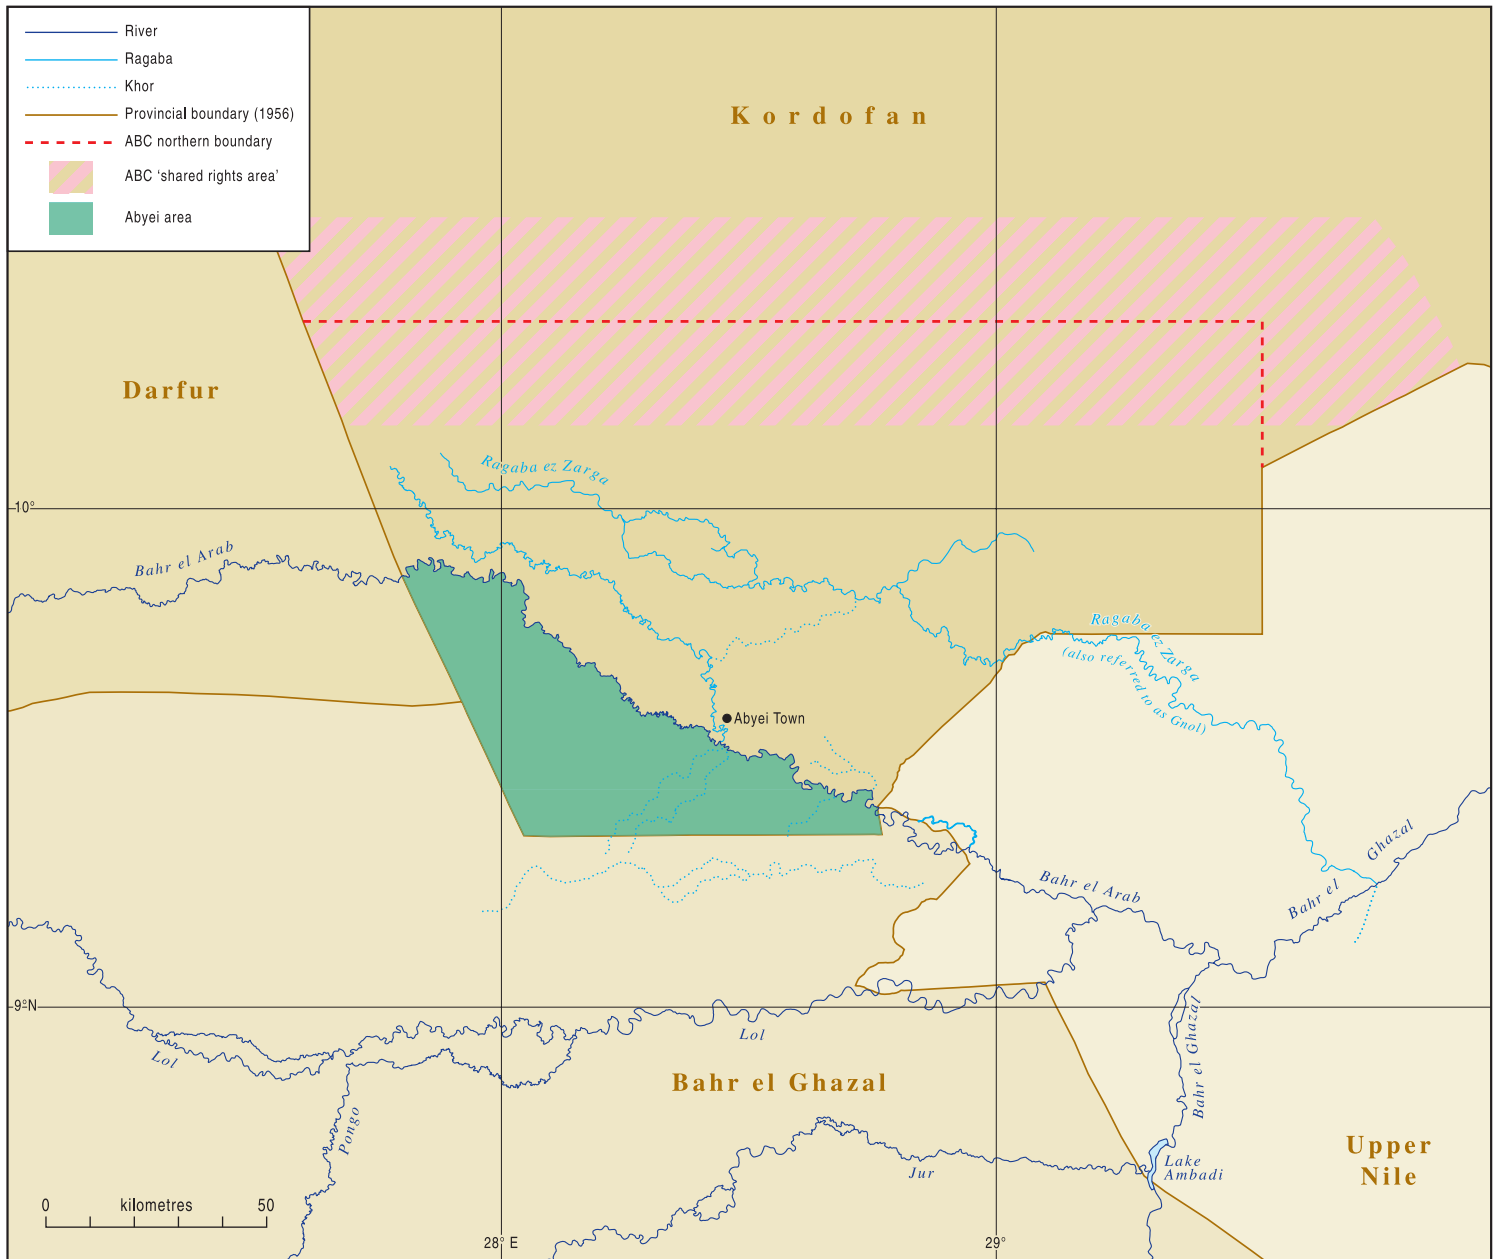 River
Ragaba
Khor
Provincial boundary (1956)
ABC northern boundary
ABC ‘shared rights area’
Abyei area
Kordofan
Darfur
Ragaba ez Zarga
10°
Bahr el Arab
Ragaba ez Zarga
(also referred to as Gnol)
Abyei Town
Bahr el Ghazal
Bahr el Arab
9°N
Lol
Lol
Bahr el Ghazal
Bahr el Ghazal
Pongo
Jur
Lake
Ambadi
Upper
Nile
0 kilometres 50
28° E
29°